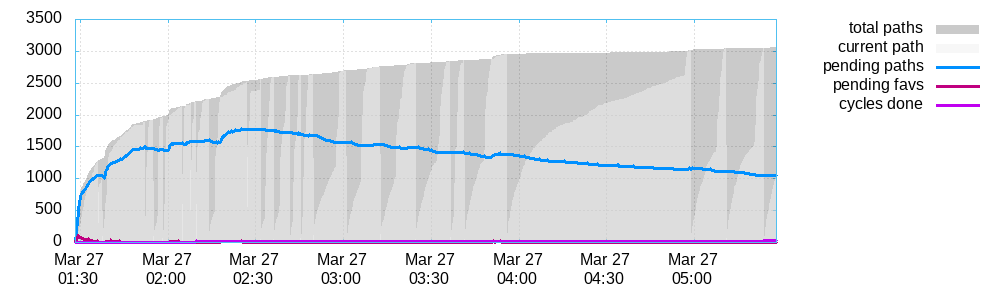 3500
3000
2500
2000
1500
1000
500
0
Mar 27 Mar 27 Mar 27 Mar 27 Mar 27 Mar 27 Mar 27 Mar 27
01:30 02:00 02:30 03:00 03:30 04:00 04:30 05:00
total paths
current path
pending paths
pending favs
cycles done